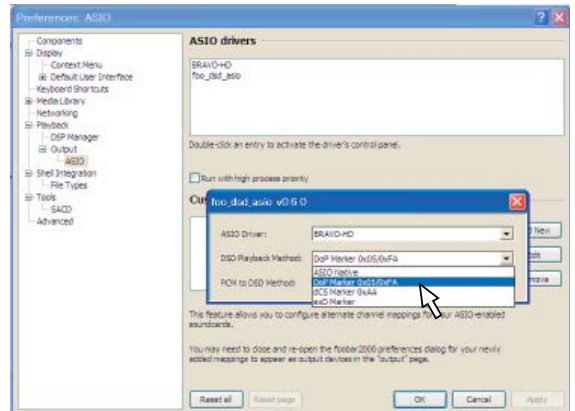 Preferences: ASIO
Components
Display
Context Menu
Default User Interface
Keyboard Shortcuts
Media Library
Networking
Playback
DSP Manager
Output
ASIO
Shell Integration
File Types
Tools
SACD
Advanced
ASIO drivers
BRAVO-HD
foo_dsd_asio
Double-click an entry to activate the driver's control panel.
Run with high process priority
Cus
foo_dsd_asio v0.6.0
ASIO Driver:
BRAVO-HD
DSD Playback Method:
DoP Marker 0x05/0xFA
ASIO Native
DoP Marker 0x05/0xFA
dCS Marker 0xAA
exD Marker
PCM to DSD Method:
New
This feature allows you to configure alternate channel mappings for your ASIO-enabled
soundcards.
You may need to close and re-open the foobar2000 preferences dialog for your newly
added mappings to appear as output devices in the "output" page.
Reset all
Reset page
OK
Cancel
Apply